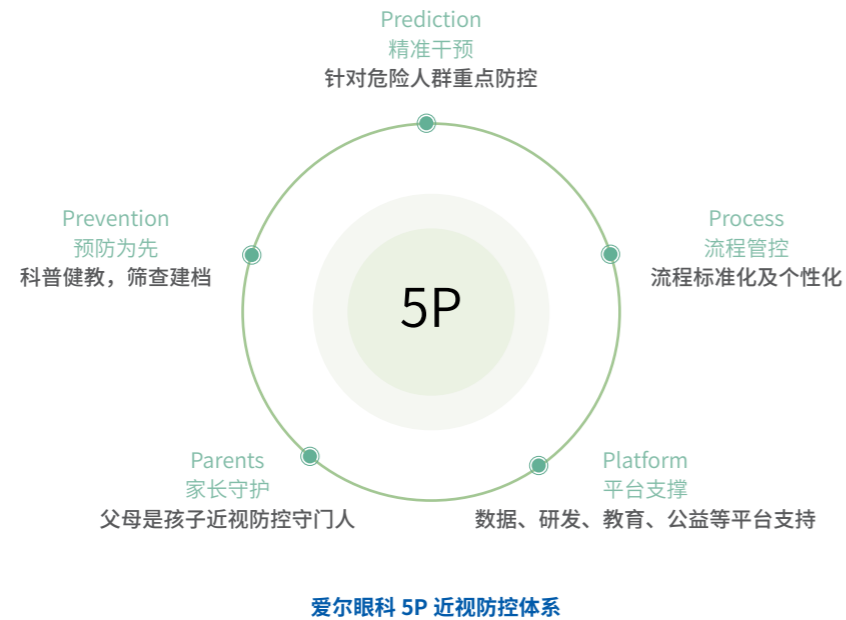 Prediction
精准干预
针对危险人群重点防控
Prevention
预防为先
科普健教，筛查建档
Process
流程管控
流程标准化及个性化
5P
Parents
家长守护
父母是孩子近视防控守门人
Platform
平台支撑
数据、研发、教育、公益等平台支持
爱尔眼科 5P 近视防控体系